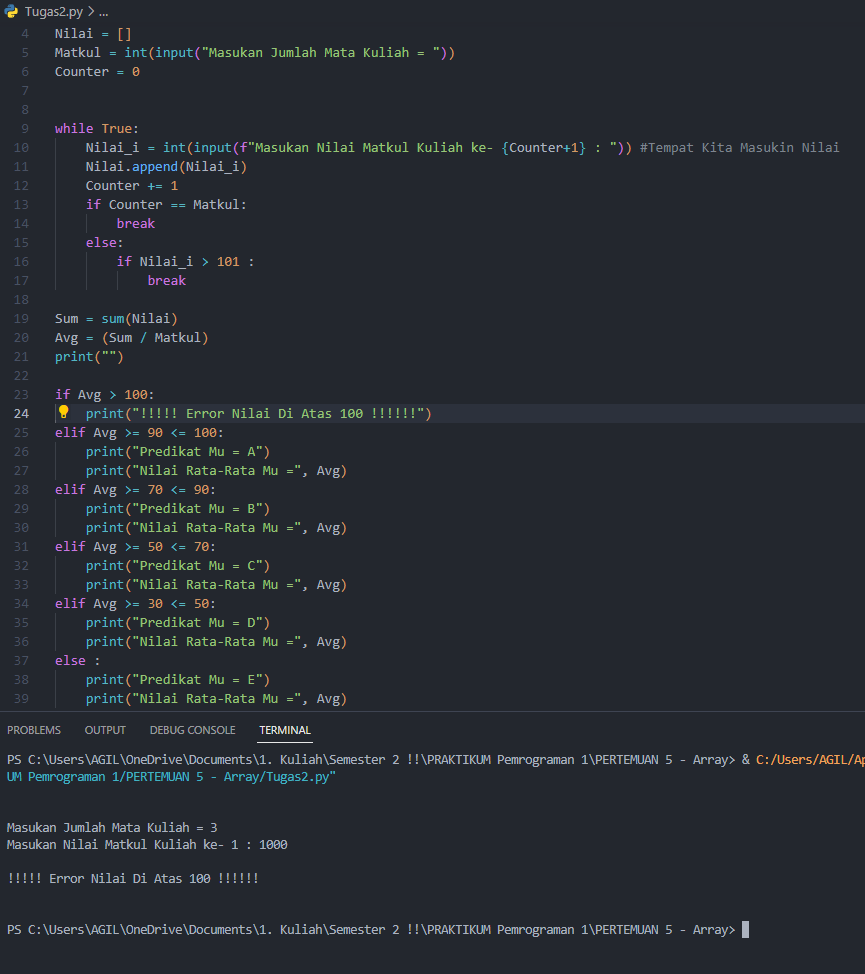 Tugas2.py > ...
4 Nilai = []
5 Matkul = int(input("Masukan Jumlah Mata Kuliah = "))
6 Counter = 0
7
8
9 while True:
10 Nilai_i = int(input(f"Masukan Nilai Matkul Kuliah ke- {Counter+1} : ")) #Tempat Kita Masukin Nilai
11 Nilai.append(Nilai_i)
12 Counter += 1
13 if Counter == Matkul:
14 break
15 else:
16 if Nilai_i > 101 :
17 break
18
19 Sum = sum(Nilai)
20 Avg = (Sum / Matkul)
21 print("")
22
23 if Avg > 100:
24 print("!!!!! Error Nilai Di Atas 100 !!!!!!")
25 elif Avg >= 90 <= 100:
26 print("Predikat Mu = A")
27 print("Nilai Rata-Rata Mu =", Avg)
28 elif Avg >= 70 <= 90:
29 print("Predikat Mu = B")
30 print("Nilai Rata-Rata Mu =", Avg)
31 elif Avg >= 50 <= 70:
32 print("Predikat Mu = C")
33 print("Nilai Rata-Rata Mu =", Avg)
34 elif Avg >= 30 <= 50:
35 print("Predikat Mu = D")
36 print("Nilai Rata-Rata Mu =", Avg)
37 else :
38 print("Predikat Mu = E")
39 print("Nilai Rata-Rata Mu =", Avg)
PROBLEMS OUTPUT DEBUG CONSOLE TERMINAL
PS C:\Users\AGIL\OneDrive\Documents\1. Kuliah\Semester 2 !!\PRAKTIKUM Pemrograman 1\PERTEMUAN 5 - Array> & C:/Users/AGIL/Ap
UM Pemrograman 1/PERTEMUAN 5 - Array/Tugas2.py"
Masukan Jumlah Mata Kuliah = 3
Masukan Nilai Matkul Kuliah ke- 1 : 1000
!!!!! Error Nilai Di Atas 100 !!!!!!
PS C:\Users\AGIL\OneDrive\Documents\1. Kuliah\Semester 2 !!\PRAKTIKUM Pemrograman 1\PERTEMUAN 5 - Array>